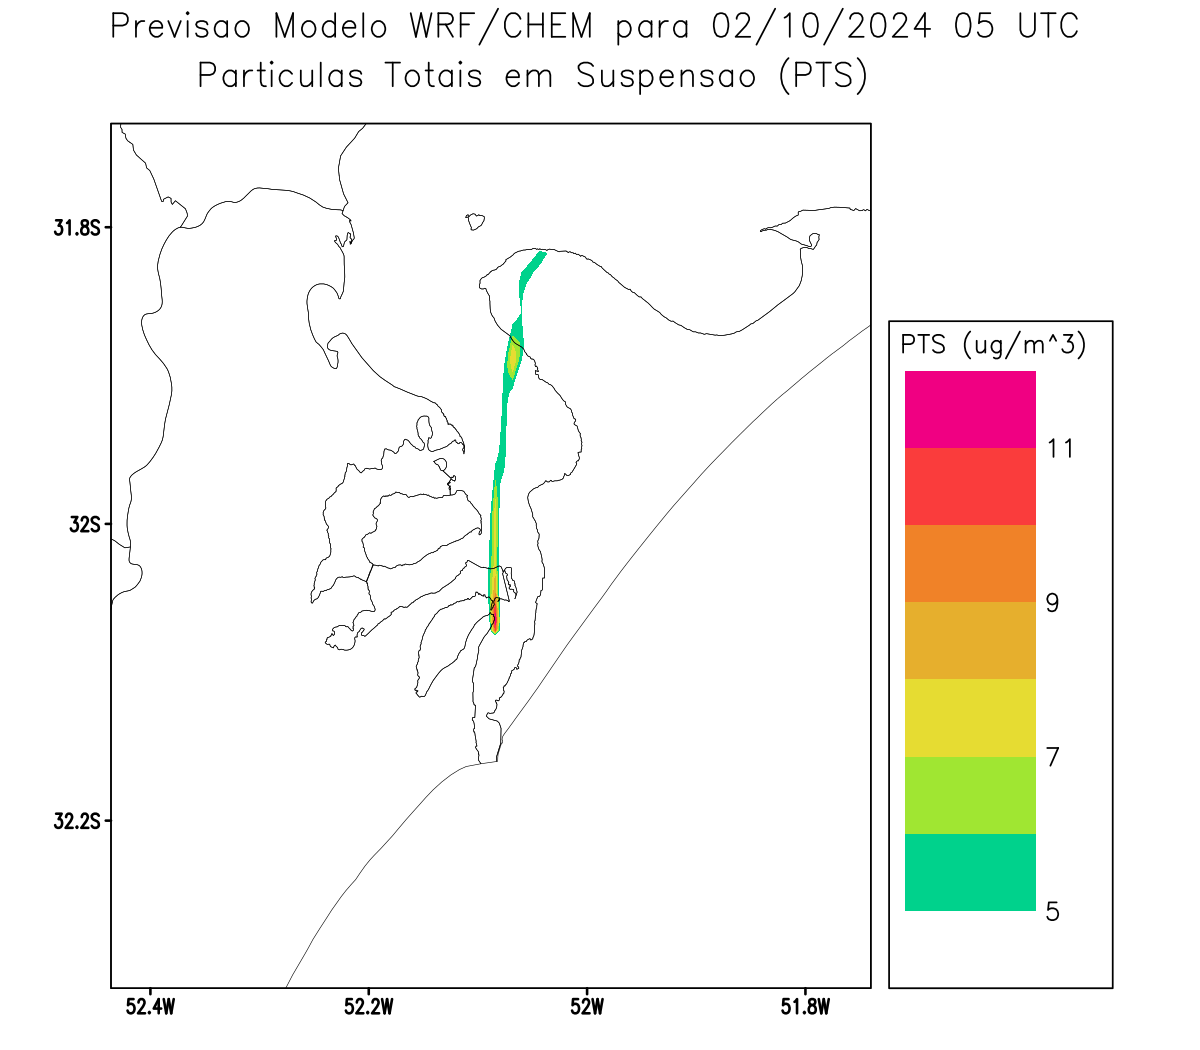 Previsao Modelo WRF/CHEM para 02/10/2024 05 UTC
Particulas Totais em Suspensao (PTS)
31.8S
32S
32.2S
52.4W 52.2W 52W 51.8W
PTS (ug/m^3)
11
9
7
5